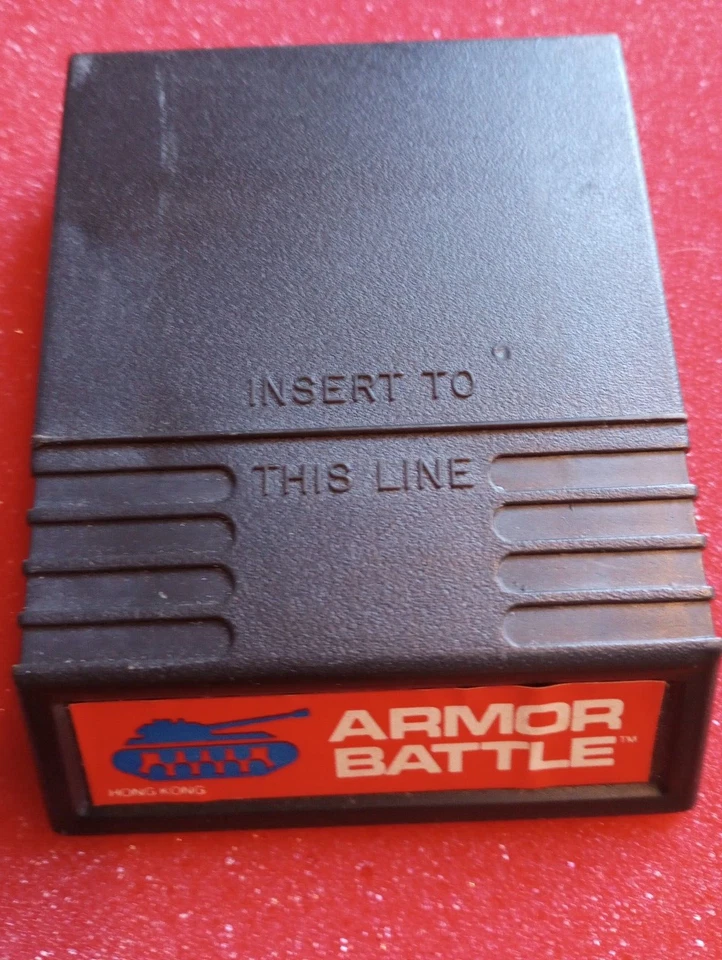 INSERT TO
THIS LINE
ARMOR
BATTLE™
HONG KONG